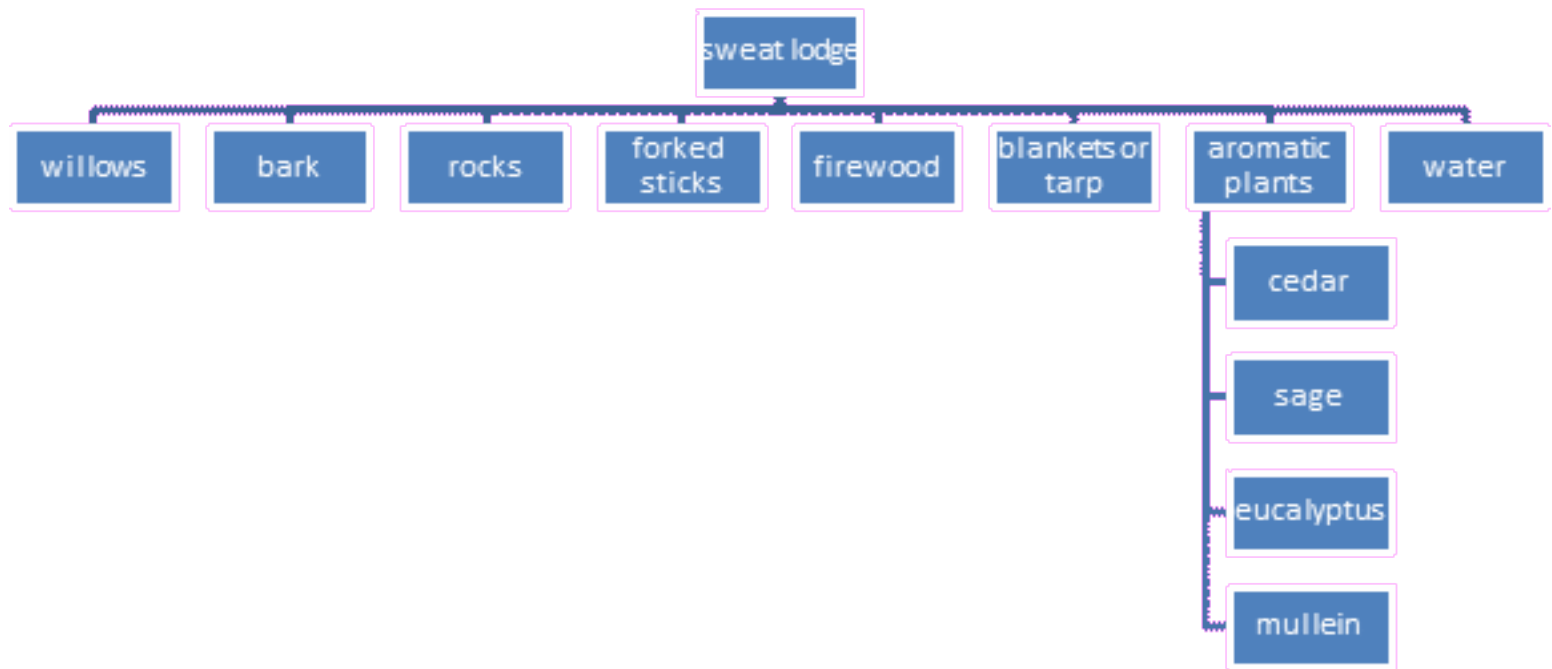 sweat lodge
willows
bark
rocks
forked
sticks
firewood
blankets or
tarp
aromatic
plants
water
cedar
sage
eucalyptus
mullein